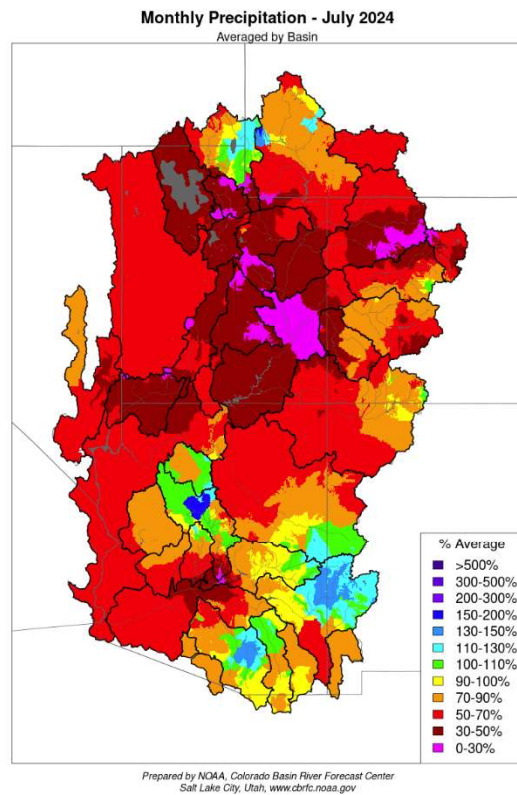 Monthly Precipitation - July 2024
Averaged by Basin
% Average
>500%
300-500%
200-300%
150-200%
130-150%
110-130%
100-110%
90-100%
70-90%
50-70%
30-50%
0-30%
Prepared by NOAA, Colorado Basin River Forecast Center
Salt Lake City, Utah, www.cbrfc.noaa.gov